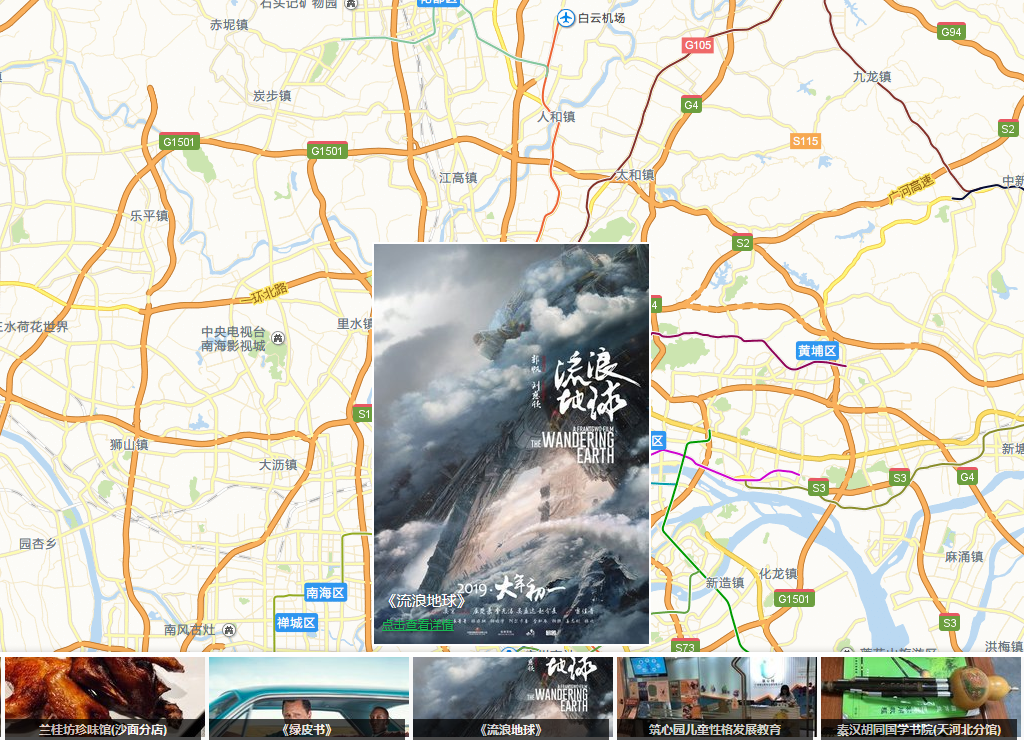 石头记矿物园
花都区
赤坭镇
白云机场
G94
G105
九龙镇
炭步镇
G4
人和镇
S2
G1501
G1501
S115
江高镇
太和镇
广河高速
中新
乐平镇
S2
一环北路
4
三水荷花世界
中央电视台
南海影视城
里水镇
黄埔区
郭帆
流浪
地球
A FRANT GWO FILM
THE WANDERING
EARTH
S1
狮山镇
大沥镇
区
新塘
S3
S3
G4
园杏乡
麻涌镇
化龙镇
新造镇
南海区
2019·大年初一
G1501
《流浪地球》
点击查看详情
禅城区
南风古灶
S3
S73
洪梅镇
兰桂坊珍味馆(沙面分店)
《绿皮书》
地球
THE WANDERING
EARTH
《流浪地球》
筑心园儿童性格发展教育
秦汉胡同国学书院(天河北分馆)